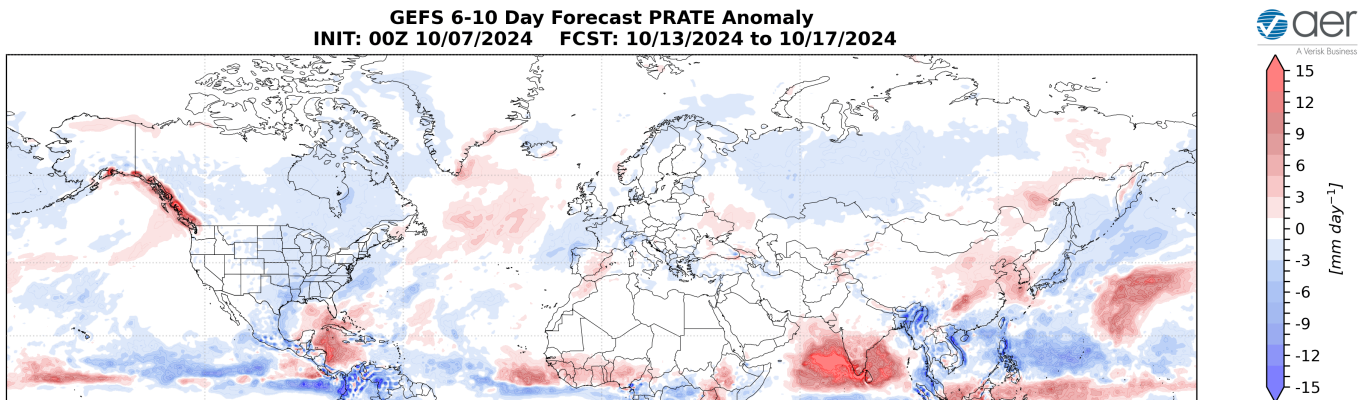 GEFS 6-10 Day Forecast PRATE Anomaly
INIT: 00Z 10/07/2024    FCST: 10/13/2024 to 10/17/2024
aer
A Verisk Business
15
12
9
6
3
0
-3
-6
-9
-12
-15
[mm day⁻¹]